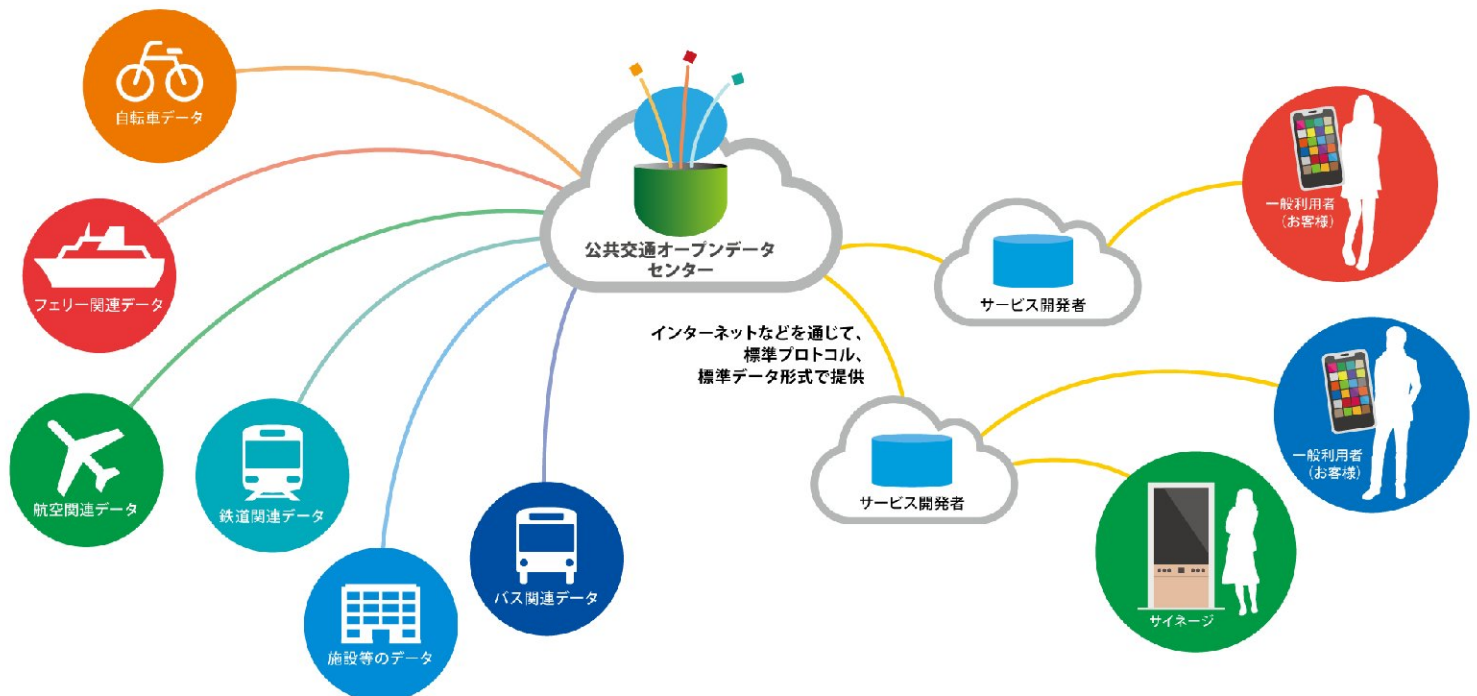 自転車データ
フェリー関連データ
航空関連データ
鉄道関連データ
施設等のデータ
バス関連データ
公共交通オープンデータ
センター
インターネットなどを通じて、
標準プロトコル、
標準データ形式で提供
サービス開発者
サービス開発者
一般利用者
(お客様)
一般利用者
(お客様)
サイネージ